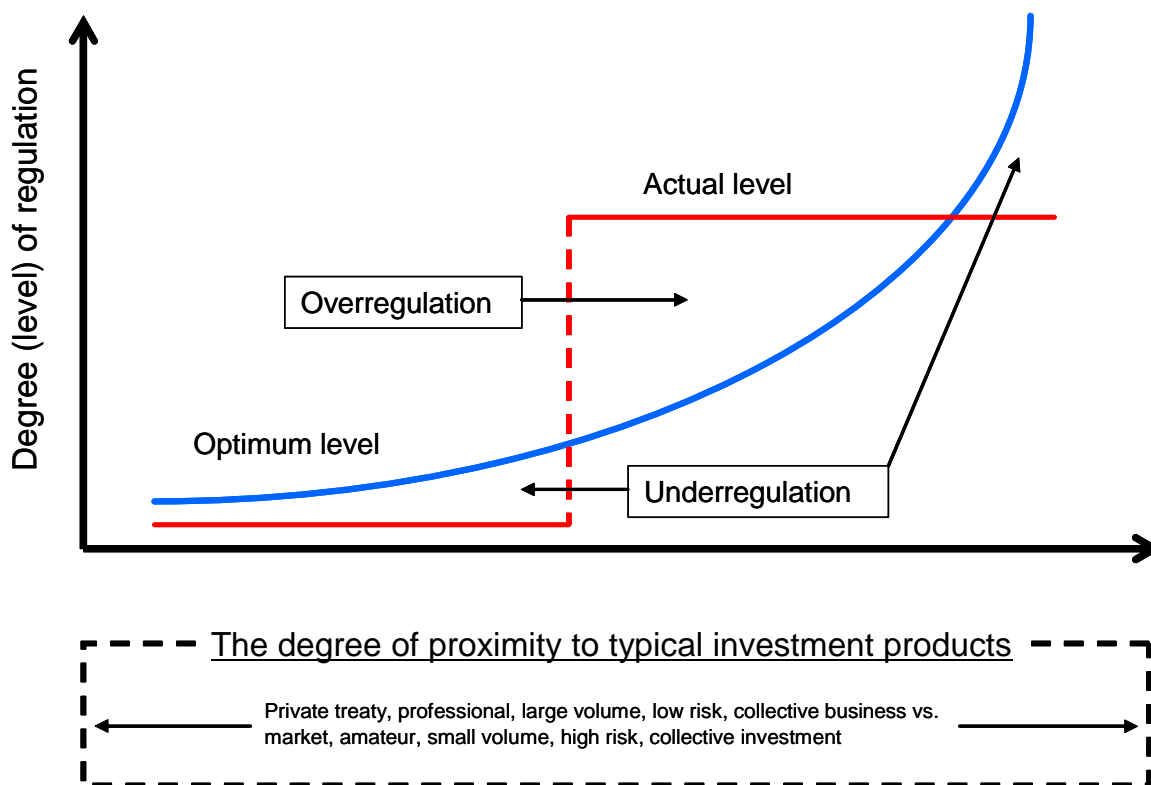 Degree (level) of regulation
Actual level
Overregulation
Optimum level
Underregulation
The degree of proximity to typical investment products
Private treaty, professional, large volume, low risk, collective business vs.
market, amateur, small volume, high risk, collective investment